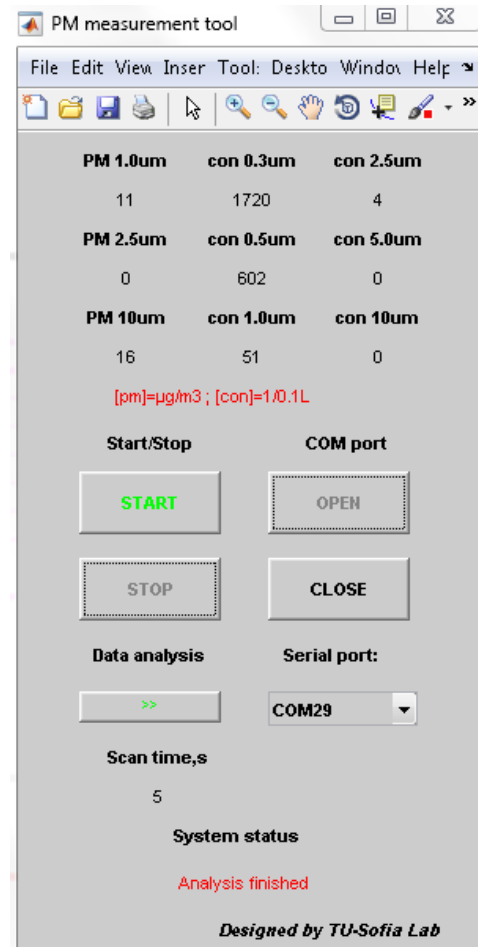 PM measurement tool
File Edit View Inser Tool: Deskto Windov Help
PM 1.0um con 0.3um con 2.5um
11 1720 4
PM 2.5um con 0.5um con 5.0um
0 602 0
PM 10um con 1.0um con 10um
16 51 0
[pm]=µg/m3 ; [con]=1/0.1L
Start/Stop COM port
START OPEN
STOP CLOSE
Data analysis Serial port:
>> COM29
Scan time,s
5
System status
Analysis finished
Designed by TU-Sofia Lab